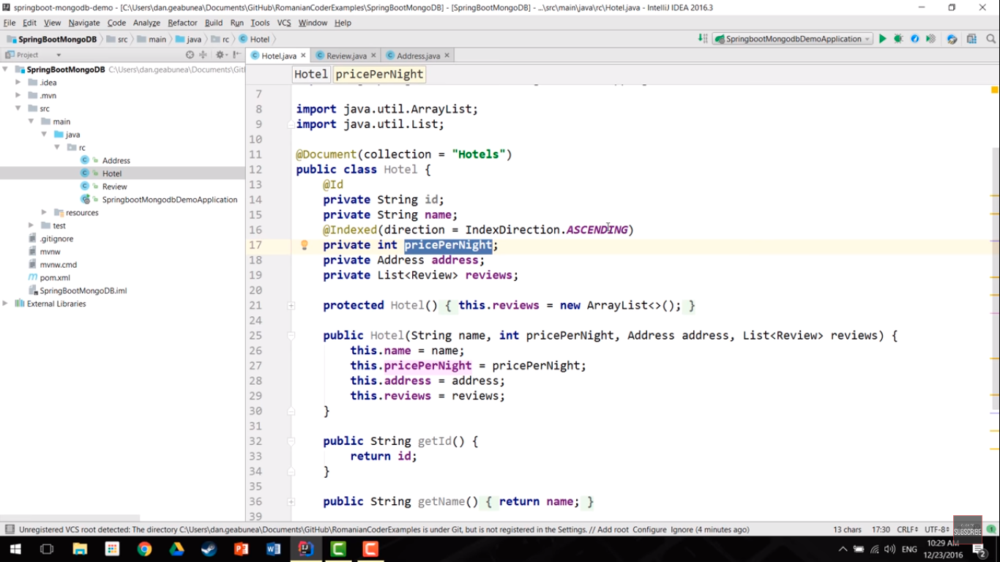 springboot-mongodb-demo - [C:\Users\dan.geabunea\Documents\GitHub\RomanianCoderExamples\SpringBootMongoDB] - [SpringBootMongoDB] - ...\src\main\java\rc\Hotel.java - IntelliJ IDEA 2016.3
File Edit View Navigate Code Analyze Refactor Build Run Tools VCS Window Help
SpringBootMongoDB src main java rc Hotel SpringbootMongodbDemoApplication
Project Hotel.java Review.java Address.java
SpringBootMongoDB C:\Users\dan.geabunea\Documents\Git
Hotel pricePerNight
.idea
.mvn
src
main
java
rc
Address
Hotel
Review
SpringbootMongodbDemoApplication
resources
test
.gitignore
mvnw
mvnw.cmd
pom.xml
SpringBootMongoDB.iml
External Libraries
7
8 import java.util.ArrayList;
9 import java.util.List;
10
11 @Document(collection = "Hotels")
12 public class Hotel {
13 @Id
14 private String id;
15 private String name;
16 @Indexed(direction = IndexDirection.ASCENDING)
17 private int pricePerNight;
18 private Address address;
19 private List<Review> reviews;
20
21 protected Hotel() { this.reviews = new ArrayList<>(); }
24
25 public Hotel(String name, int pricePerNight, Address address, List<Review> reviews) {
26 this.name = name;
27 this.pricePerNight = pricePerNight;
28 this.address = address;
29 this.reviews = reviews;
30 }
31
32 public String getId() {
33 return id;
34 }
35
36 public String getName() { return name; }
39
Unregistered VCS root detected: The directory C:\Users\dan.geabunea\Documents\GitHub\RomanianCoderExamples is under Git, but is not registered in the Settings. // Add root Configure Ignore (4 minutes ago) 13 chars 17:30 CRLF UTF-8
SUBSCRIBE
ENG 10:29 AM
12/23/2016 2